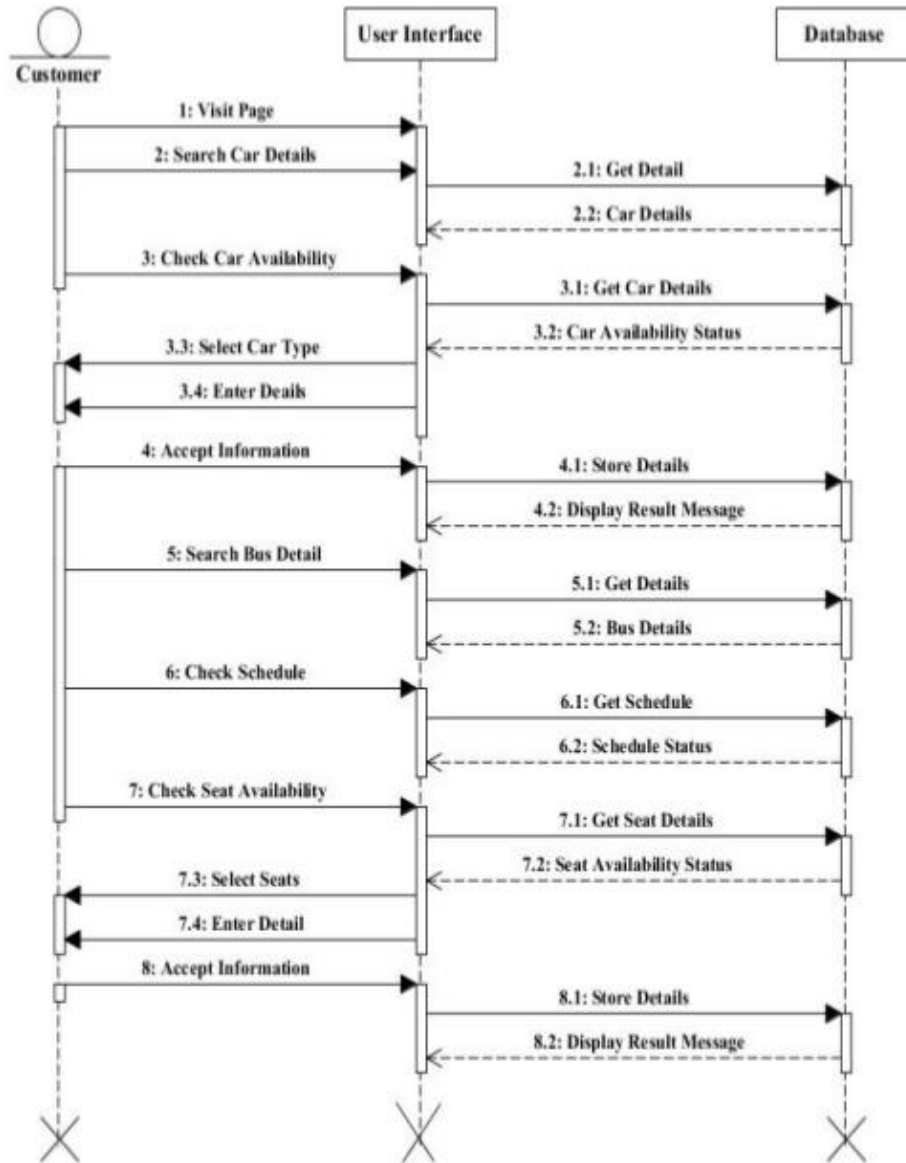 User Interface
Database
Customer
1: Visit Page
2: Search Car Details
2.1: Get Detail
2.2: Car Details
3: Check Car Availability
3.1: Get Car Details
3.2: Car Availability Status
3.3: Select Car Type
3.4: Enter Deails
4: Accept Information
4.1: Store Details
4.2: Display Result Message
5: Search Bus Detail
5.1: Get Details
5.2: Bus Details
6: Check Schedule
6.1: Get Schedule
6.2: Schedule Status
7: Check Seat Availability
7.1: Get Seat Details
7.2: Seat Availability Status
7.3: Select Seats
7.4: Enter Detail
8: Accept Information
8.1: Store Details
8.2: Display Result Message